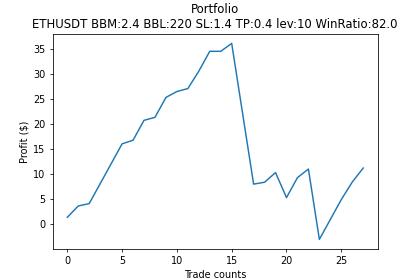 Portfolio
ETHUSDT BBM:2.4 BBL:220 SL:1.4 TP:0.4 lev:10 WinRatio:82.0
35
30
25
20
15
10
5
0
Profit ($)
0 5 10 15 20 25
Trade counts